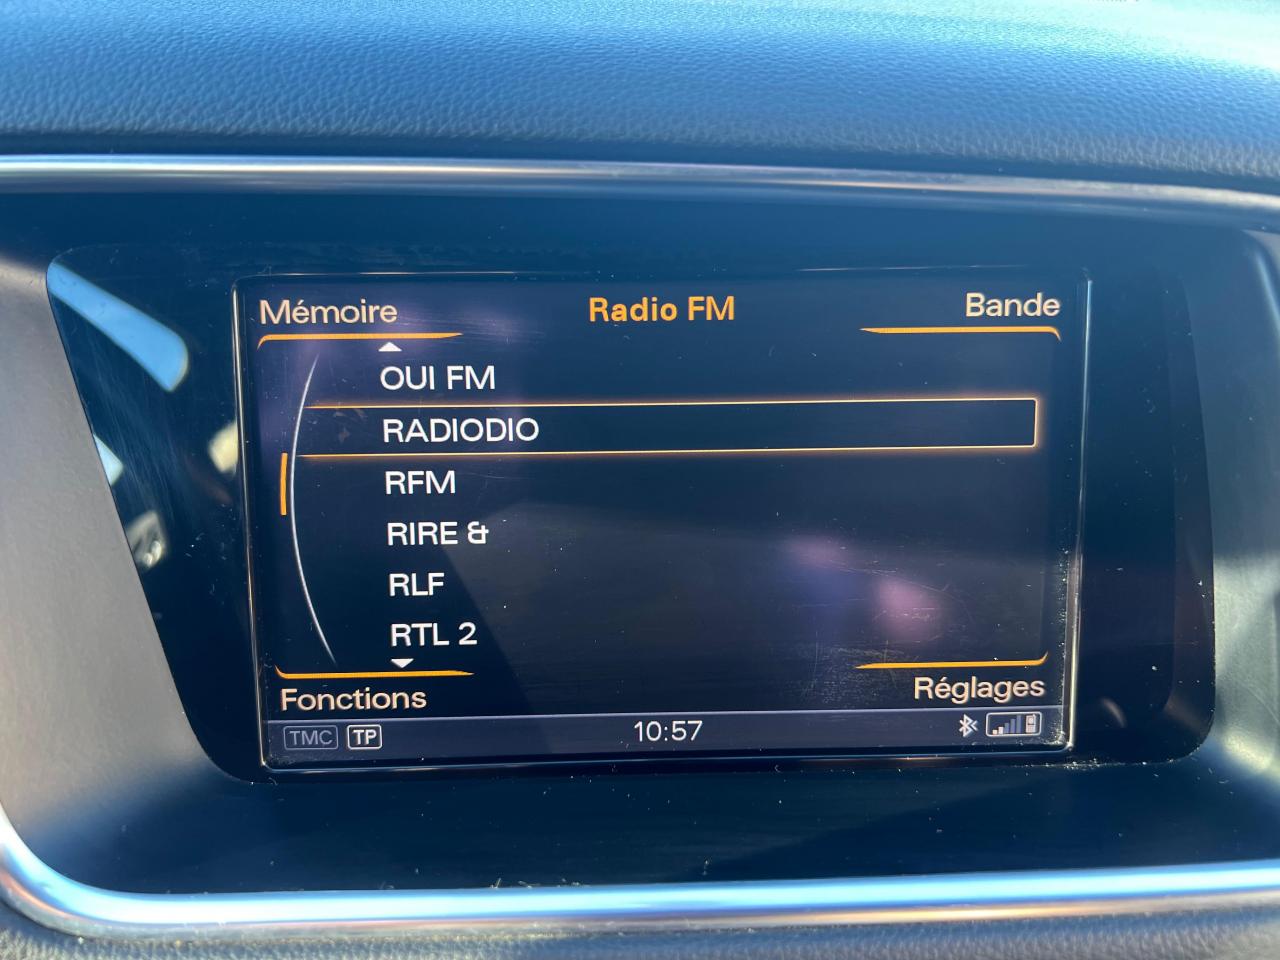 Mémoire Radio FM Bande
OUI FM
RADIODIO
RFM
RIRE &
RLF
RTL 2
Fonctions Réglages
TMC TP 10:57